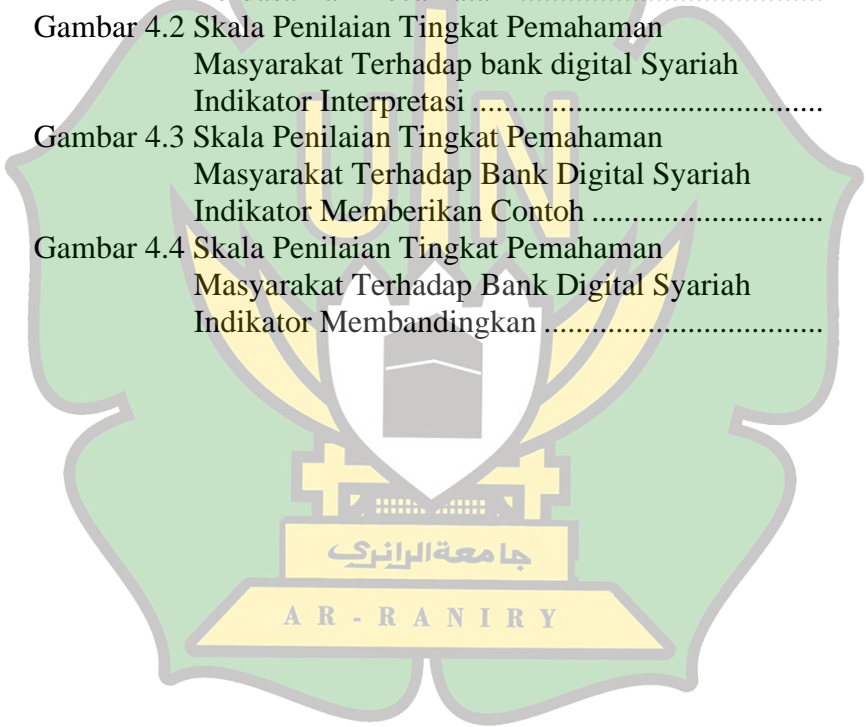 Gambar 4.2 Skala Penilaian Tingkat Pemahaman
Masyarakat Terhadap bank digital Syariah
Indikator Interpretasi ..........................................
Gambar 4.3 Skala Penilaian Tingkat Pemahaman
Masyarakat Terhadap Bank Digital Syariah
Indikator Memberikan Contoh ............................
Gambar 4.4 Skala Penilaian Tingkat Pemahaman
Masyarakat Terhadap Bank Digital Syariah
Indikator Membandingkan ..................................
UIN
جامعةالرانري
AR-RANIRY